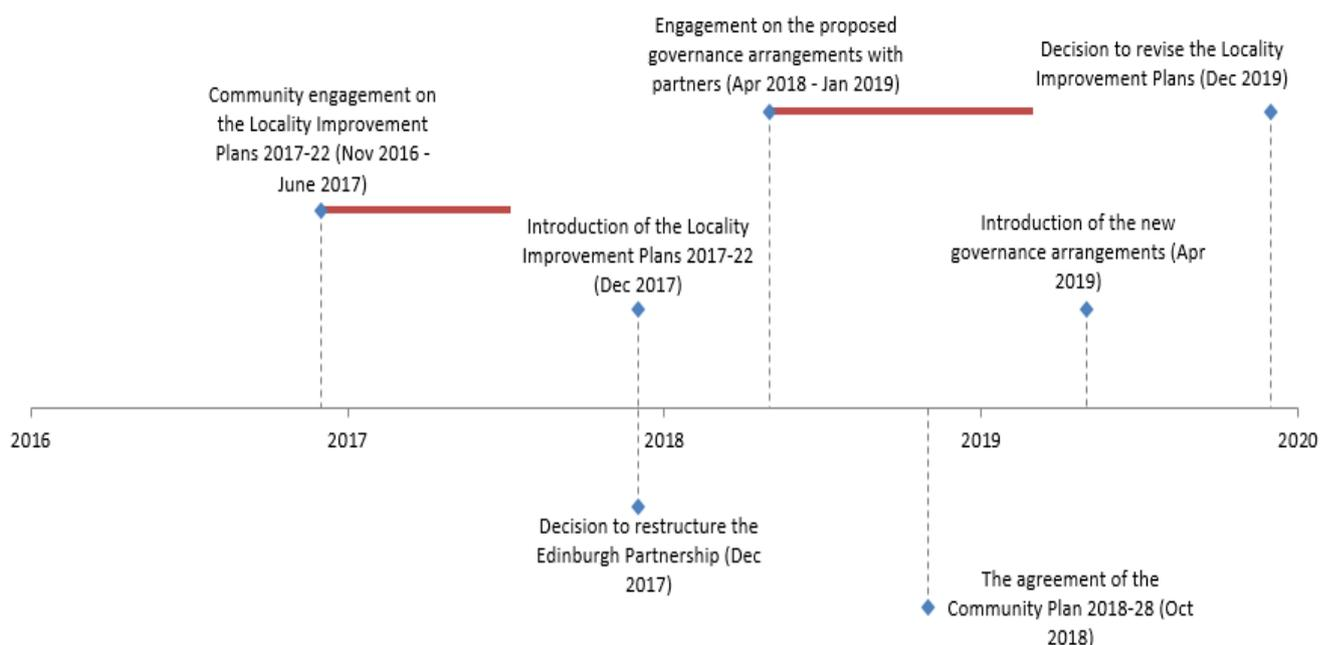 Engagement on the proposed
governance arrangements with
partners (Apr 2018 - Jan 2019)
Decision to revise the Locality
Improvement Plans (Dec 2019)
Community engagement on
the Locality Improvement
Plans 2017-22 (Nov 2016 -
June 2017)
Introduction of the Locality
Improvement Plans 2017-22
(Dec 2017)
Introduction of the new
governance arrangements (Apr
2019)
2016
2017
2018
2019
2020
Decision to restructure the
Edinburgh Partnership (Dec
2017)
The agreement of the
Community Plan 2018-28 (Oct
2018)